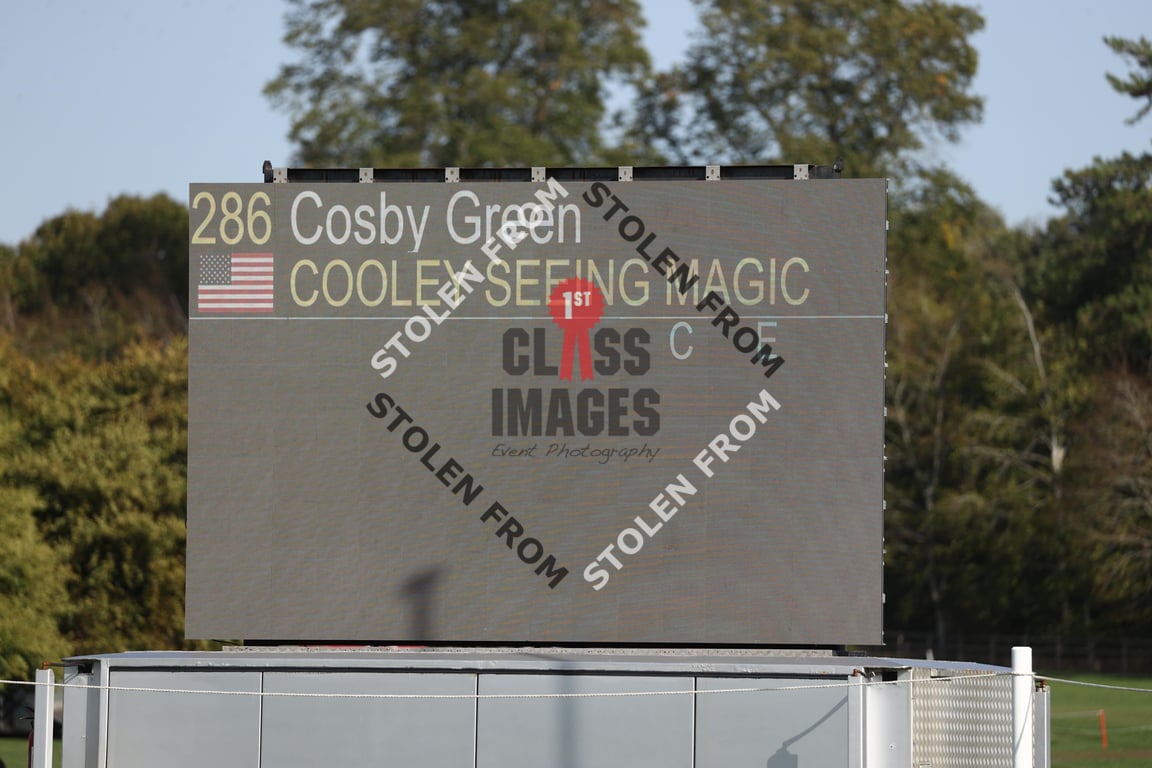 286 Cosby Green
COOLEY SEEING MAGIC
C E
STOLEN FROM
STOLEN FROM
1ST
CLASS
IMAGES
Event Photography
STOLEN FROM
STOLEN FROM